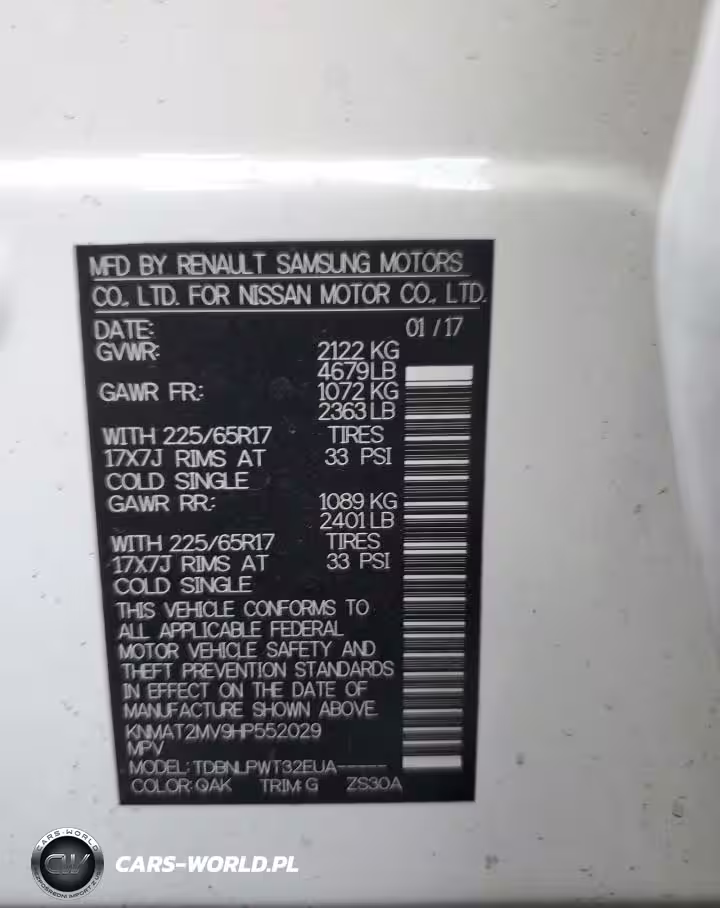 MFD BY RENAULT SAMSUNG MOTORS
CO., LTD. FOR NISSAN MOTOR CO., LTD.
DATE: 01 / 17
GVWR: 2122 KG
4679LB
GAWR FR.: 1072 KG
2363 LB
WITH 225/65R17 TIRES
17X7J RIMS AT 33 PSI
COLD SINGLE
GAWR RR.: 1089 KG
2401 LB
WITH 225/65R17 TIRES
17X7J RIMS AT 33 PSI
COLD SINGLE
THIS VEHICLE CONFORMS TO
ALL APPLICABLE FEDERAL
MOTOR VEHICLE SAFETY AND
THEFT PREVENTION STANDARDS
IN EFFECT ON THE DATE OF
MANUFACTURE SHOWN ABOVE.
KNMAT2MV9HP552029
MPV
MODEL: TDBNLPWT32EUA-----
COLOR: QAK TRIM: G ZS30A
CARS-WORLD
CW
CARS-WORLD.PL